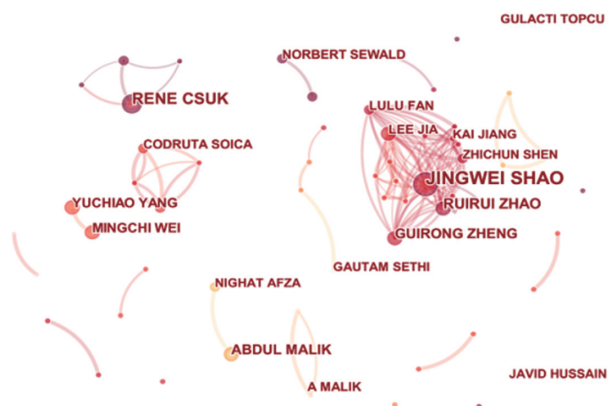 GULACTI TOPCU
NORBERT SEWALD
RENE CSUK
LULU FAN
LEE JIA
KAI JIANG
CODRUTA SOICA
ZHICHUN SHEN
JINGWEI SHAO
YUCHIAO YANG
RUIRUI ZHAO
MINGCHI WEI
GUIRONG ZHENG
GAUTAM SETHI
NIGHAT AFZA
ABDUL MALIK
JAVID HUSSAIN
A MALIK